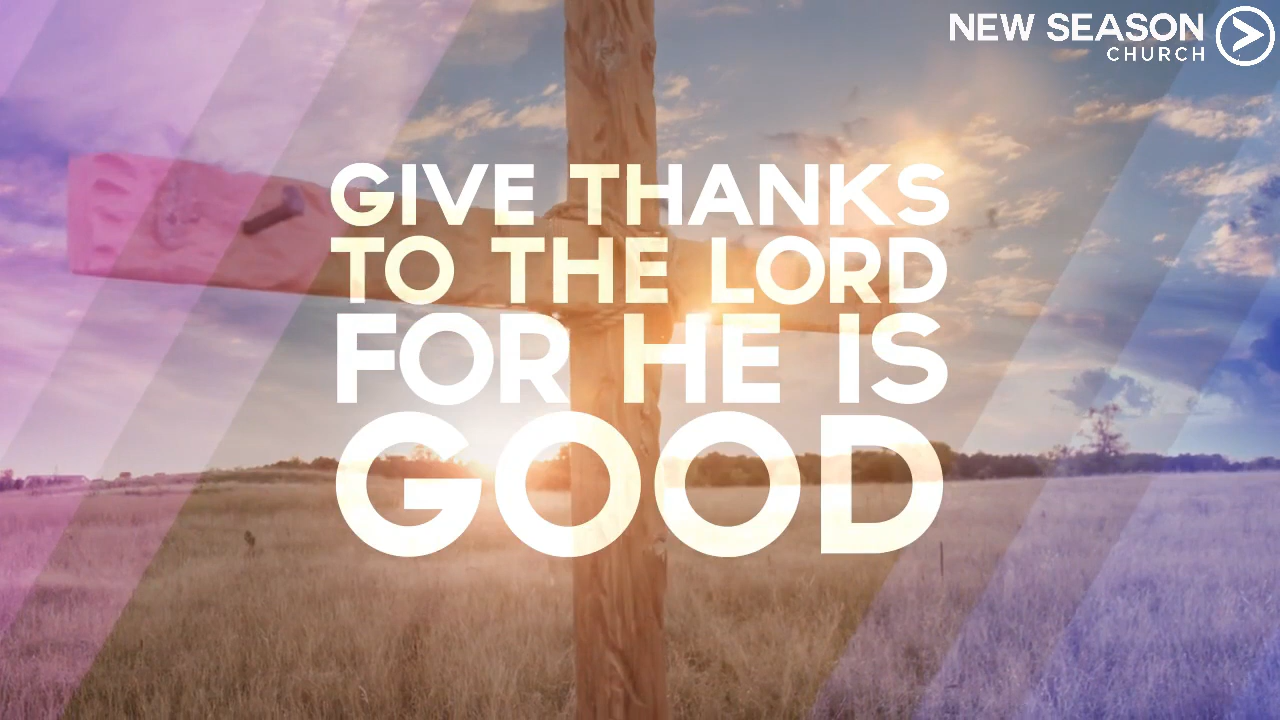 NEW SEASON
CHURCH
GIVE THANKS
TO THE LORD
FOR HE IS
GOOD